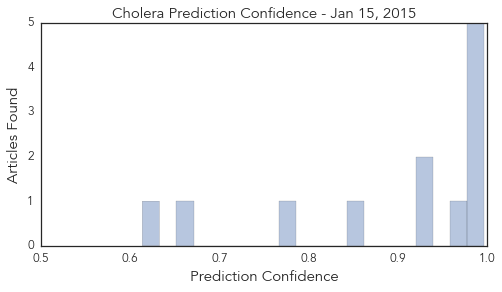 Cholera Prediction Confidence - Jan 15, 2015
Articles Found
5
4
3
2
1
0
0.5 0.6 0.7 0.8 0.9 1.0
Prediction Confidence